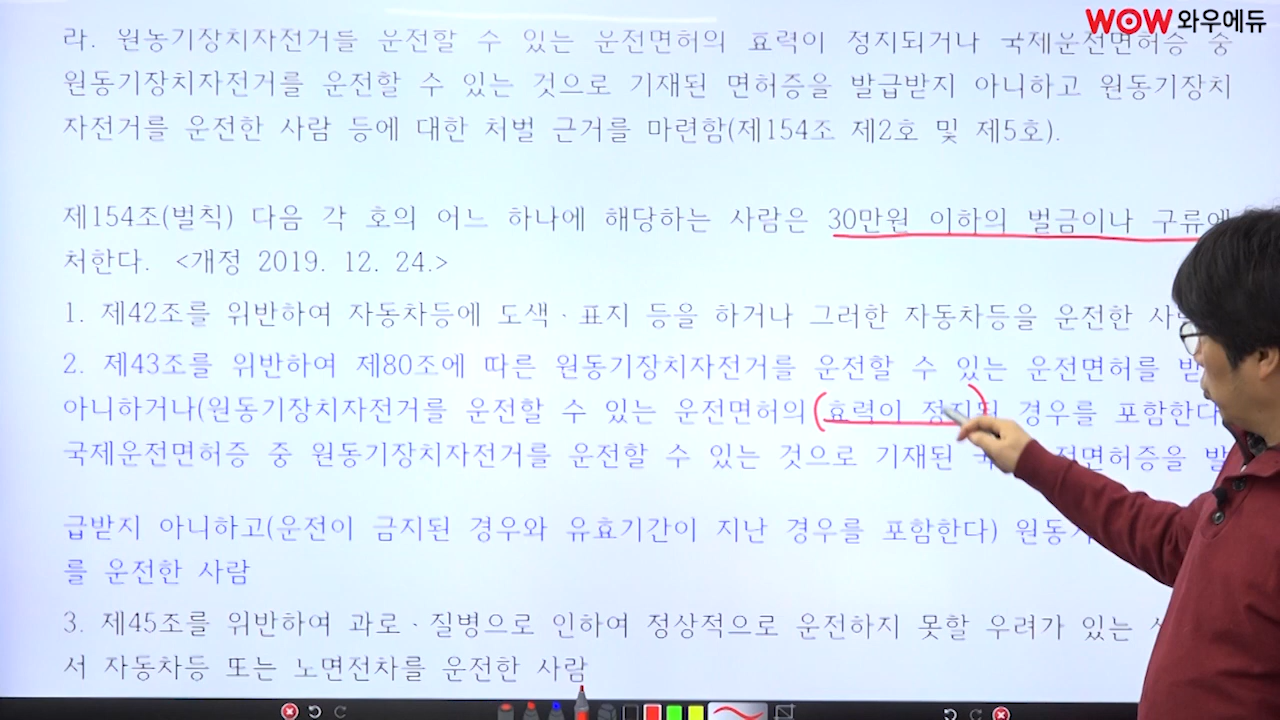 WOW 와우에듀
라. 원동기장치자전거를 운전할 수 있는 운전면허의 효력이 정지되거나 국제운전면허증 중
원동기장치자전거를 운전할 수 있는 것으로 기재된 면허증을 발급받지 아니하고 원동기장치
자전거를 운전한 사람 등에 대한 처벌 근거를 마련함(제154조 제2호 및 제5호).
제154조(벌칙) 다음 각 호의 어느 하나에 해당하는 사람은 30만원 이하의 벌금이나 구류에
처한다. <개정 2019. 12. 24.>
1. 제42조를 위반하여 자동차등에 도색·표지 등을 하거나 그러한 자동차등을 운전한
2. 제43조를 위반하여 제80조에 따른 원동기장치자전거를 운전할 수 있는 운전면허를
아니하거나(원동기장치자전거를 운전할 수 있는 운전면허의 효력이 정지된 경우를 포함한다
국제운전면허증 중 원동기장치자전거를 운전할 수 있는 것으로 기재된 발
급받지 아니하고(운전이 금지된 경우와 유효기간이 지난 경우를 포함한다)
를 운전한 사람
3. 제45조를 위반하여 과로·질병으로 인하여 정상적으로 운전하지 못할 우려가 있는
서 자동차등 또는 노면전차를 운전한 사람